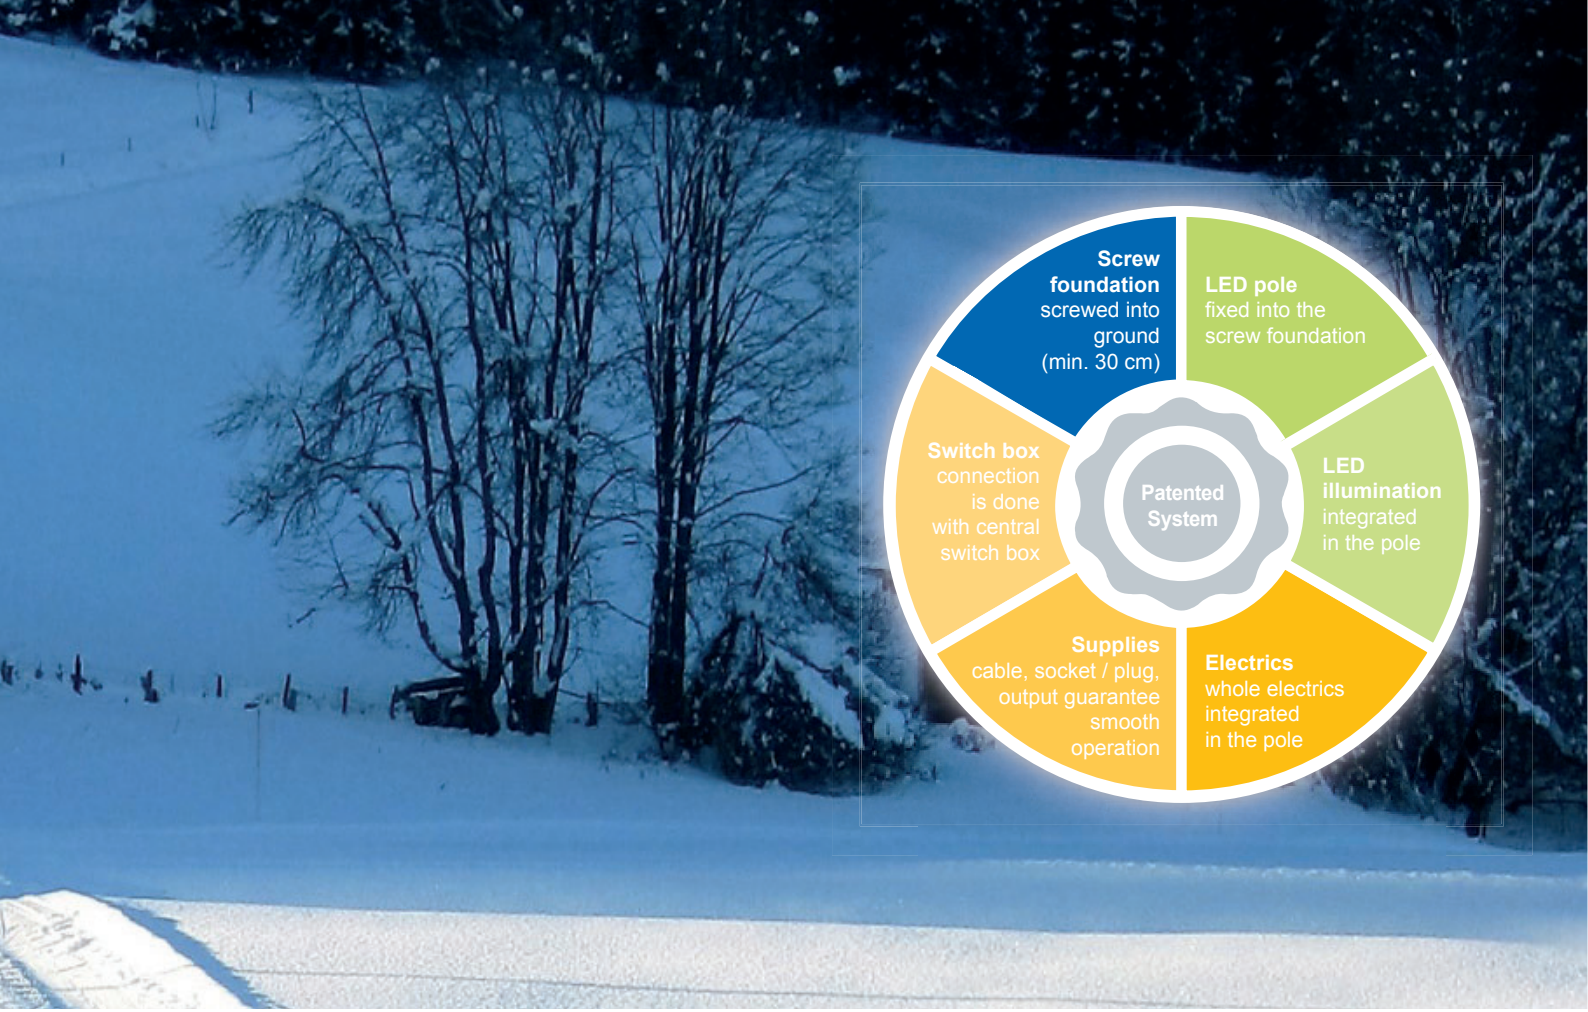 Screw
foundation
screwed into
ground
(min. 30 cm)
LED pole
fixed into the
screw foundation
LED
illumination
integrated
in the pole
Electrics
whole electrics
integrated
in the pole
Supplies
cable, socket / plug,
output guarantee
smooth
operation
Switch box
connection
is done
with central
switch box
Patented
System